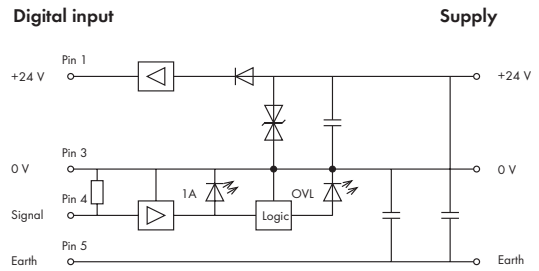 Digital input
Supply
Pin 1
+24 V
+24 V
Pin 3
0 V
0 V
1A
OVL
Pin 4
Signal
Logic
Pin 5
Earth
Earth